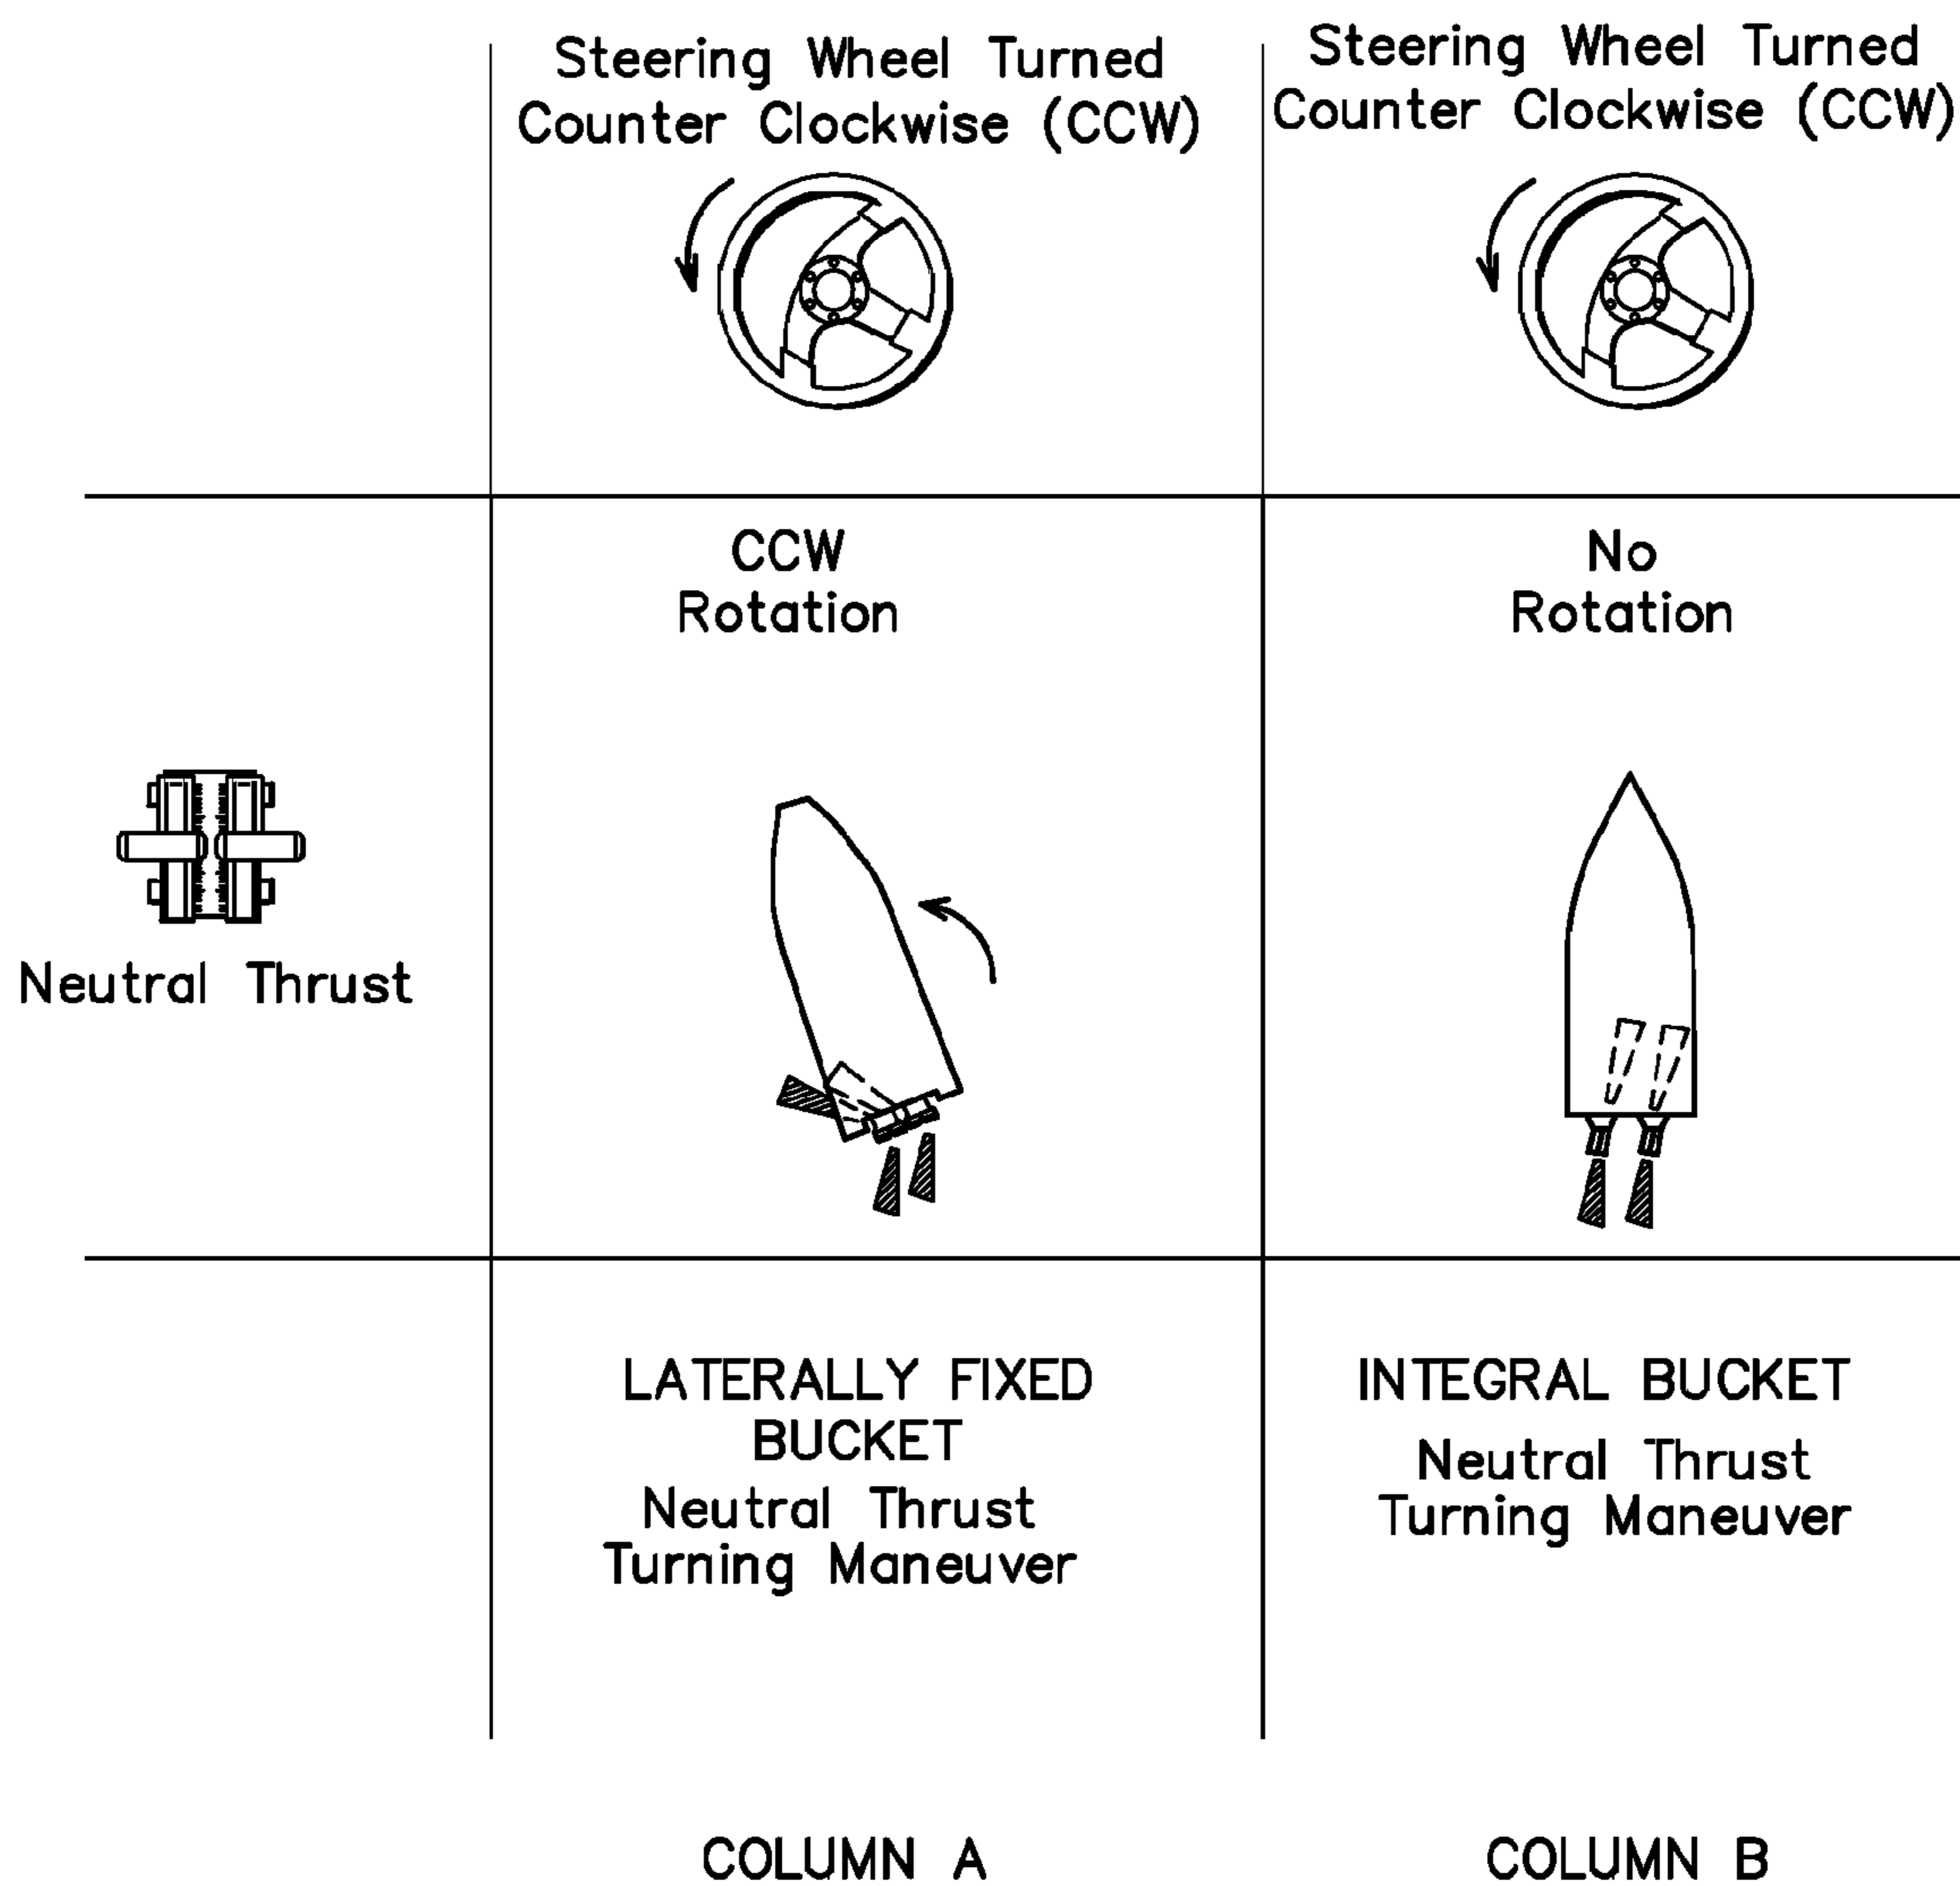 Steering Wheel Turned
Counter Clockwise (CCW)
Steering Wheel Turned
Counter Clockwise (CCW)
CCW
Rotation
No
Rotation
Neutral Thrust
LATERALLY FIXED
BUCKET
Neutral Thrust
Turning Maneuver
INTEGRAL BUCKET
Neutral Thrust
Turning Maneuver
COLUMN A
COLUMN B